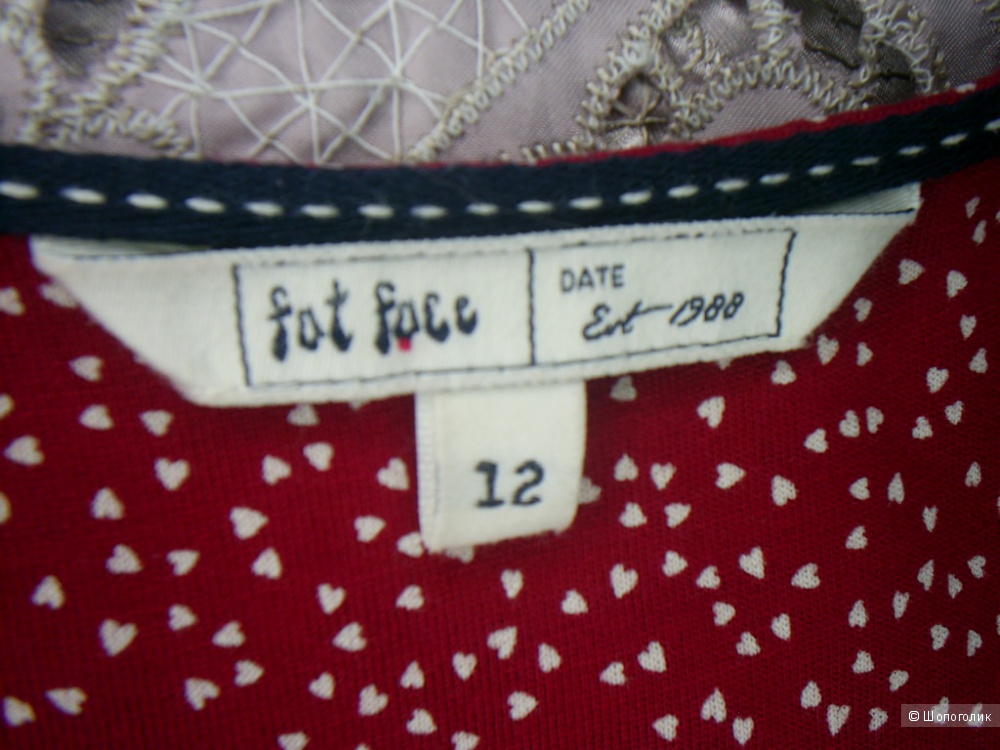 fat face
DATE
Est 1988
12
© Шопоголик